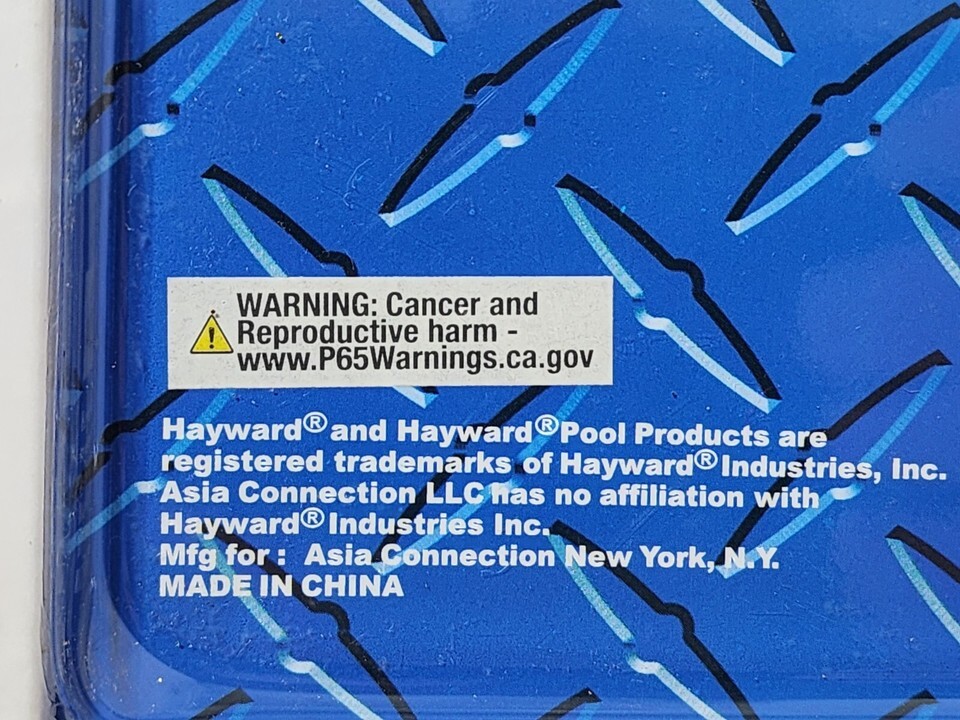 WARNING: Cancer and
Reproductive harm -
www.P65Warnings.ca.gov
Hayward® and Hayward® Pool Products are
registered trademarks of Hayward® Industries, Inc.
Asia Connection LLC has no affiliation with
Hayward® Industries Inc.
Mfg for : Asia Connection New York, N.Y.
MADE IN CHINA